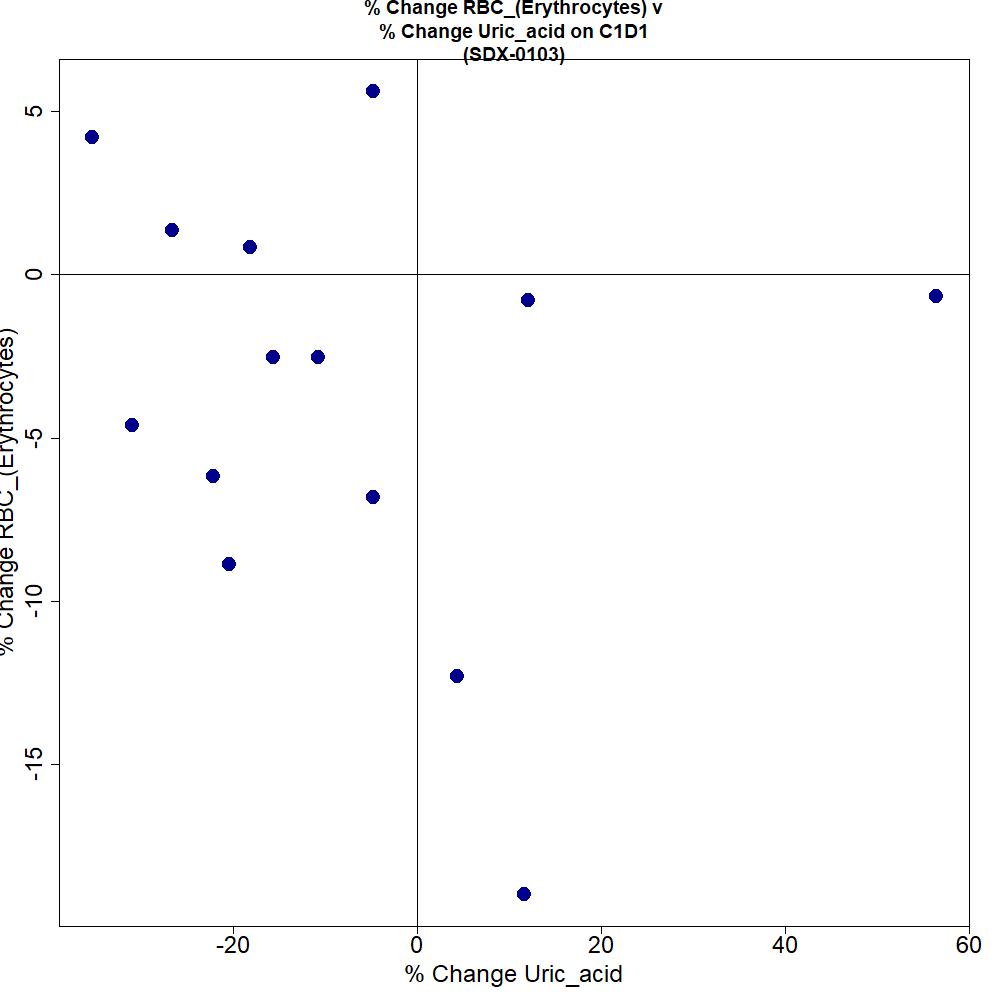 % Change RBC_(Erythrocytes) v
% Change Uric_acid on C1D1
(SDX-0103)
% Change RBC_(Erythrocytes)
5
0
-5
-10
-15
-20
0
20
40
60
% Change Uric_acid